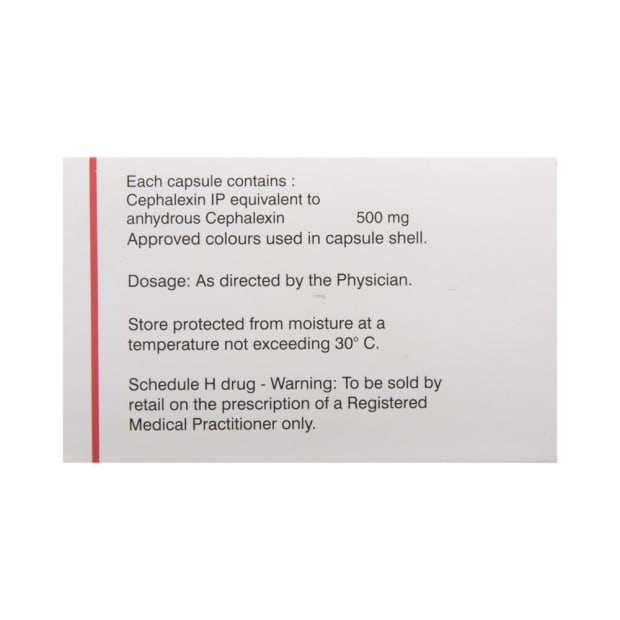 Each capsule contains :
Cephalexin IP equivalent to
anhydrous Cephalexin 500 mg
Approved colours used in capsule shell.
Dosage: As directed by the Physician.
Store protected from moisture at a
temperature not exceeding 30° C.
Schedule H drug - Warning: To be sold by
retail on the prescription of a Registered
Medical Practitioner only.